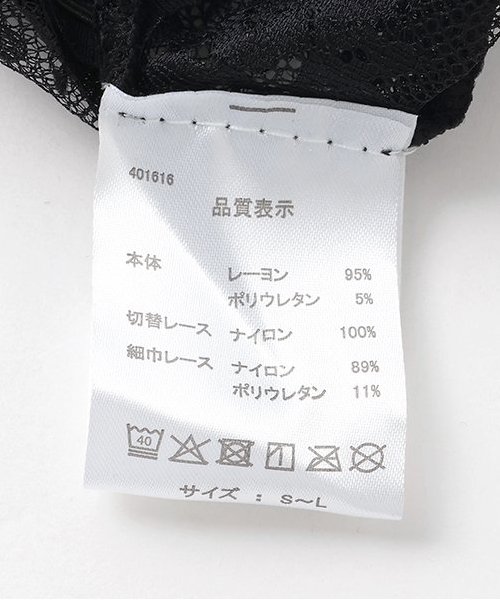 401616
品質表示
本体 レーヨン 95%
ポリウレタン 5%
切替レース ナイロン 100%
細巾レース ナイロン 89%
ポリウレタン 11%
40
サイズ : S〜L